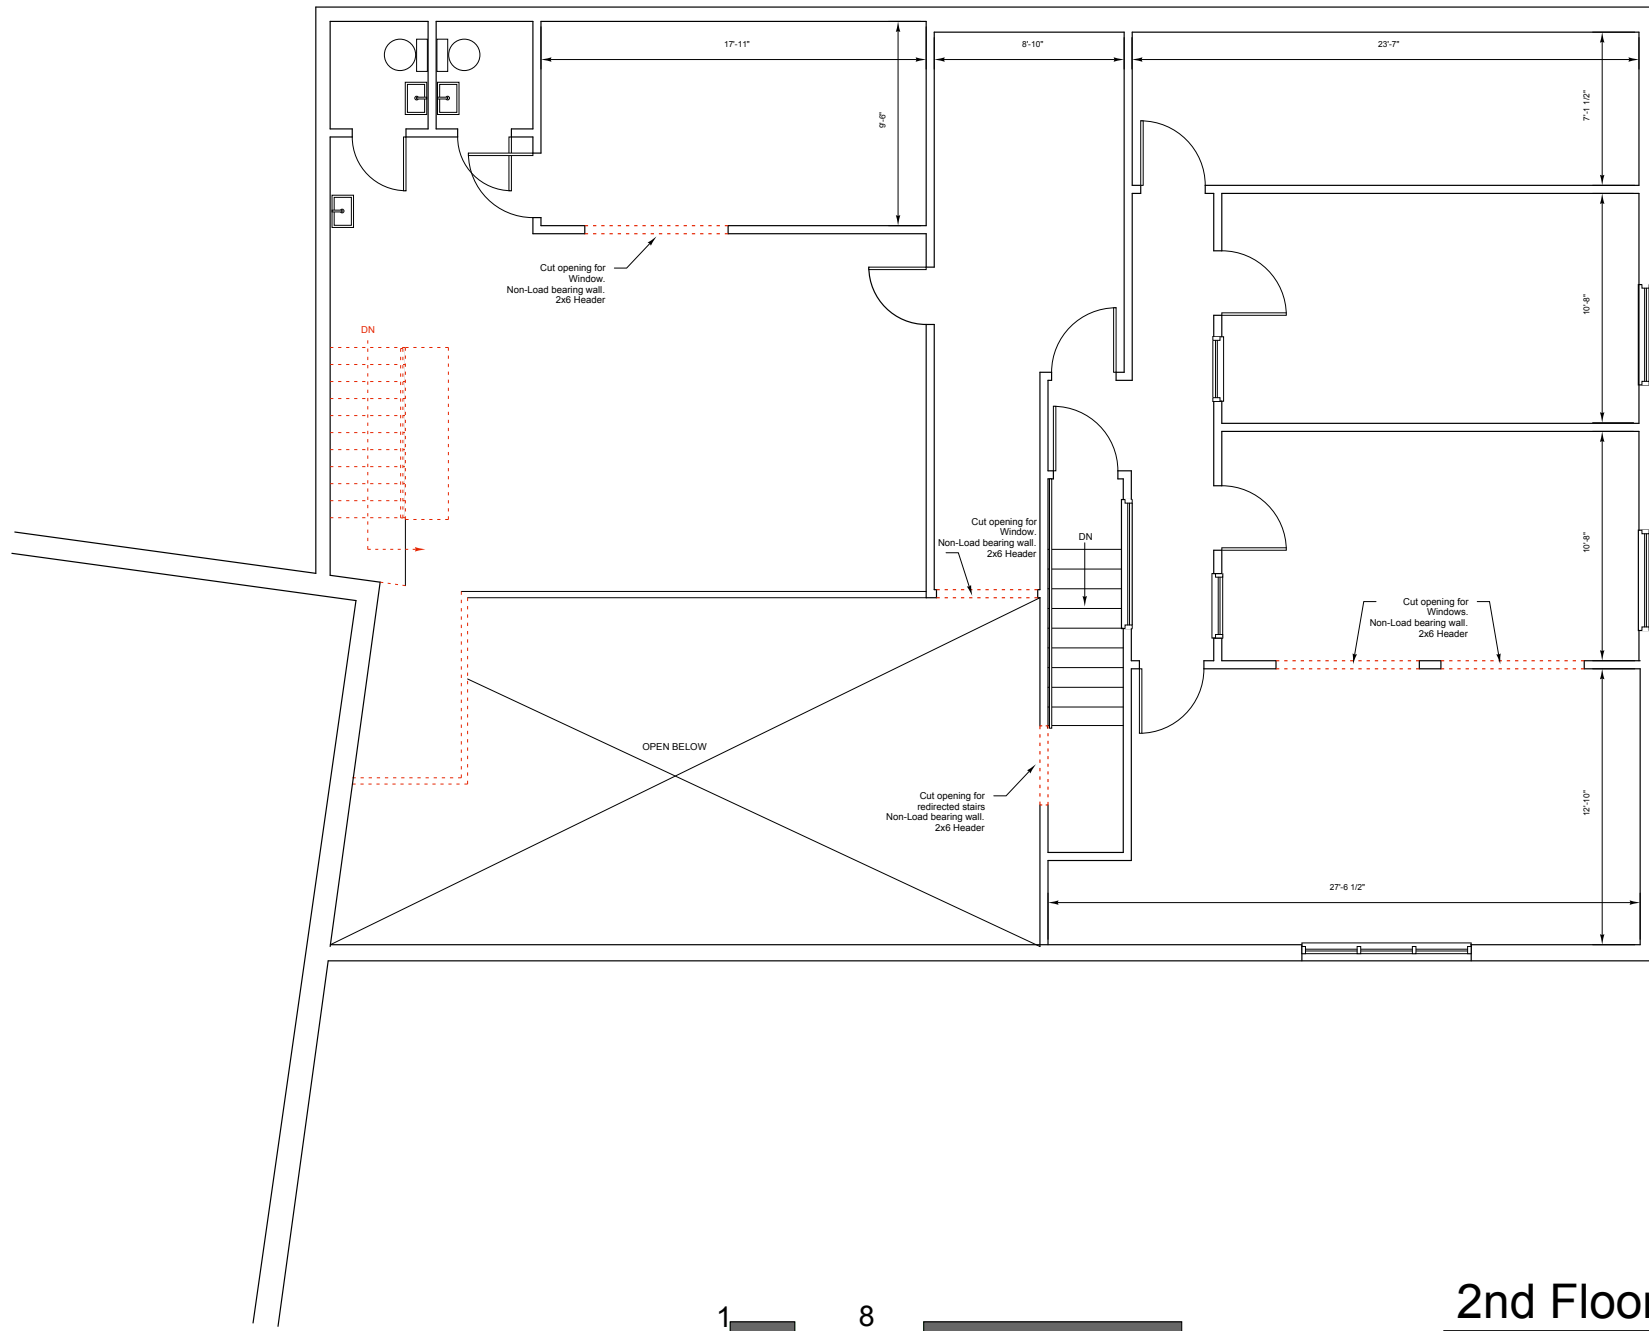 17'-11"
8'-10"
23'-7"
9'-6"
7'-1 1/2"
Cut opening for
Window.
Non-Load bearing wall.
2x6 Header
10'-8"
DN
Cut opening for
Window.
Non-Load bearing wall.
2x6 Header
DN
10'-8"
Cut opening for
Windows.
Non-Load bearing wall.
2x6 Header
OPEN BELOW
Cut opening for
redirected stairs
Non-Load bearing wall.
2x6 Header
12'-10"
27'-6 1/2"
1
8
2nd Floor